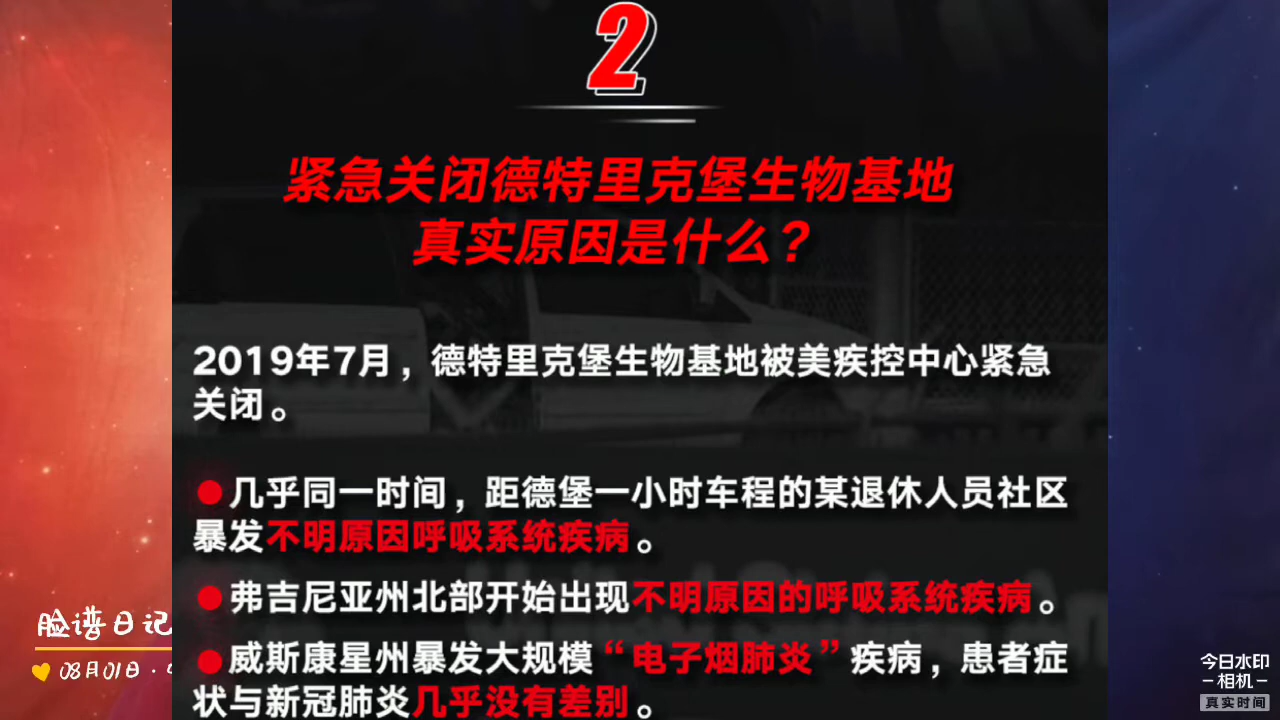 2
紧急关闭德特里克堡生物基地
真实原因是什么？
2019年7月，德特里克堡生物基地被美疾控中心紧急
关闭。
●几乎同一时间，距德堡一小时车程的某退休人员社区
暴发不明原因呼吸系统疾病。
●弗吉尼亚州北部开始出现不明原因的呼吸系统疾病。
●威斯康星州暴发大规模“电子烟肺炎”疾病，患者症
状与新冠肺炎几乎没有差别。
脸谱日记
08月01日·
今日水印
相机
真实时间